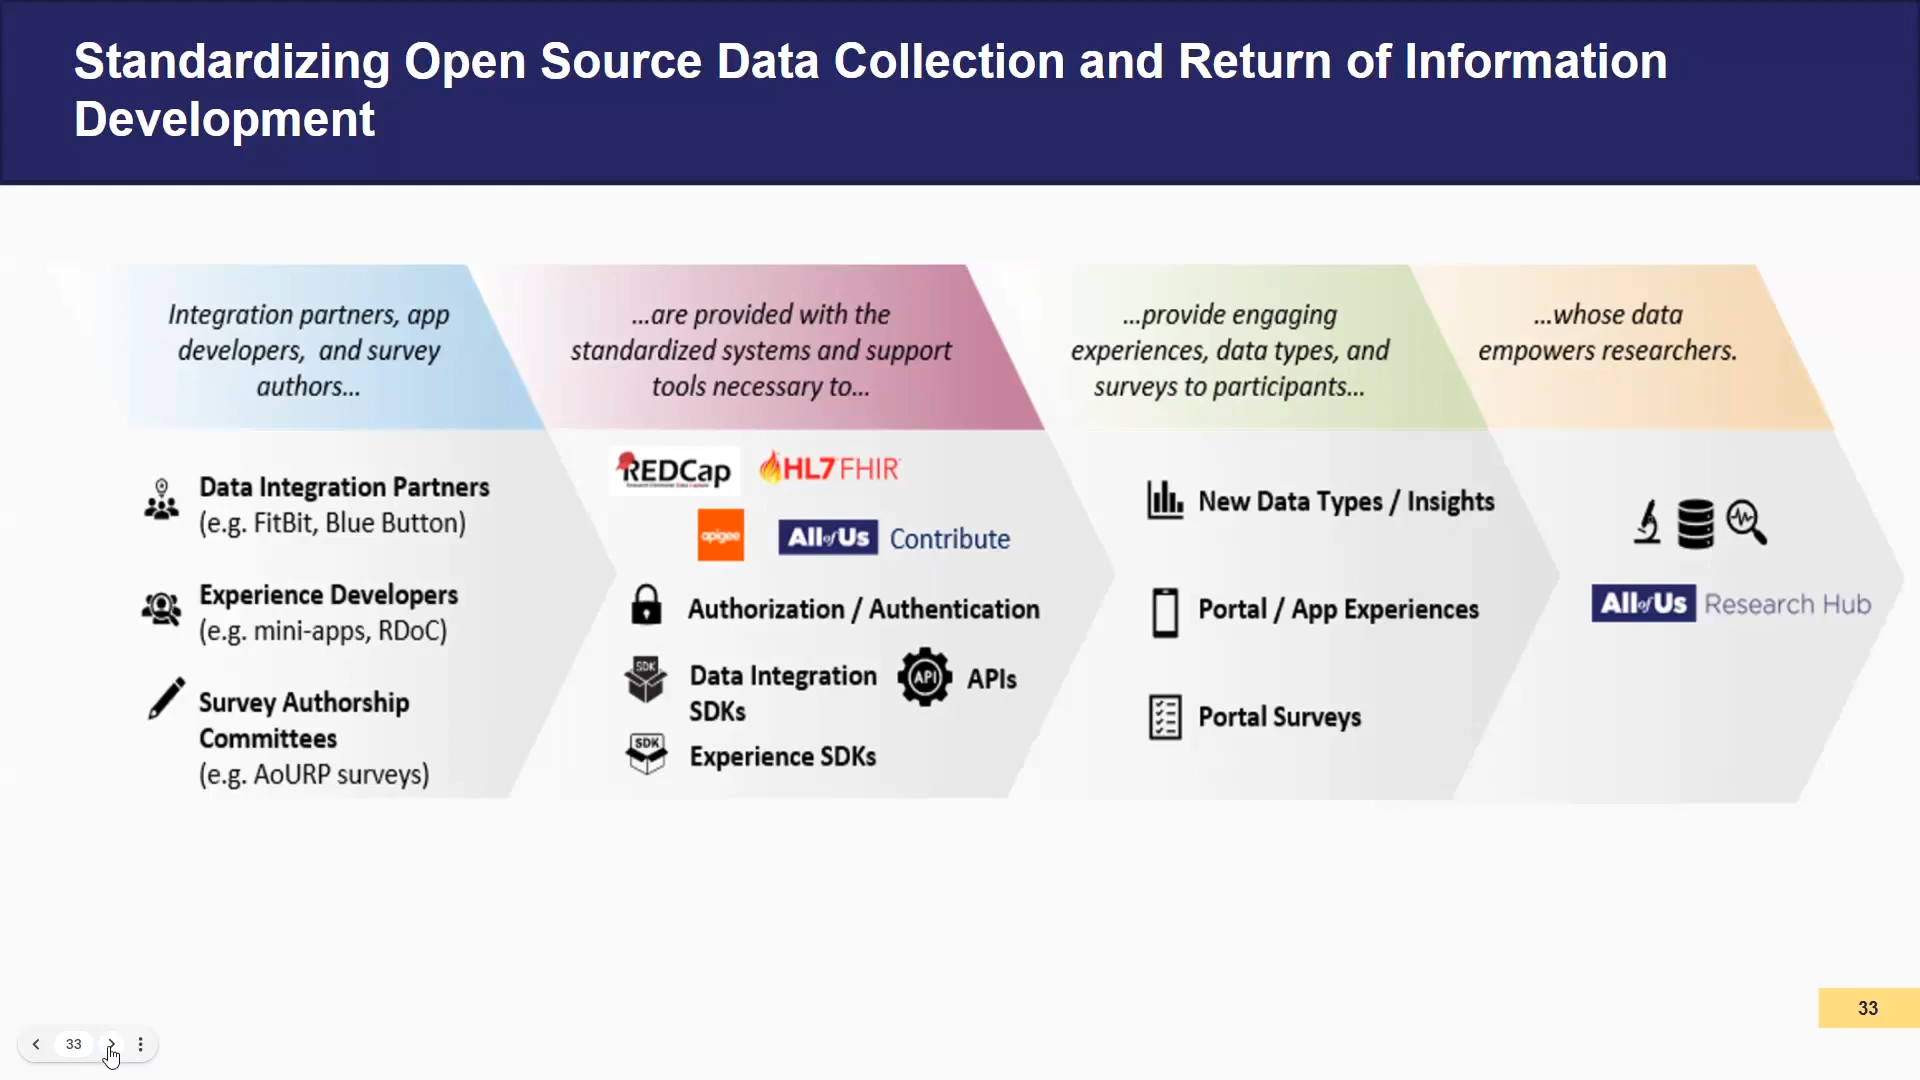 Standardizing Open Source Data Collection and Return of Information
Development
Integration partners, app
developers, and survey
authors...
...are provided with the
standardized systems and support
tools necessary to...
...provide engaging
experiences, data types, and
surveys to participants...
...whose data
empowers researchers.
Data Integration Partners
(e.g. FitBit, Blue Button)
Experience Developers
(e.g. mini-apps, RDoC)
Survey Authorship
Committees
(e.g. AoURP surveys)
REDCap
HL7 FHIR
apigee
All of Us Contribute
Authorization / Authentication
SDK
Data Integration
SDKs
API
APIs
SDK
Experience SDKs
New Data Types / Insights
Portal / App Experiences
Portal Surveys
All of Us Research Hub
33
33